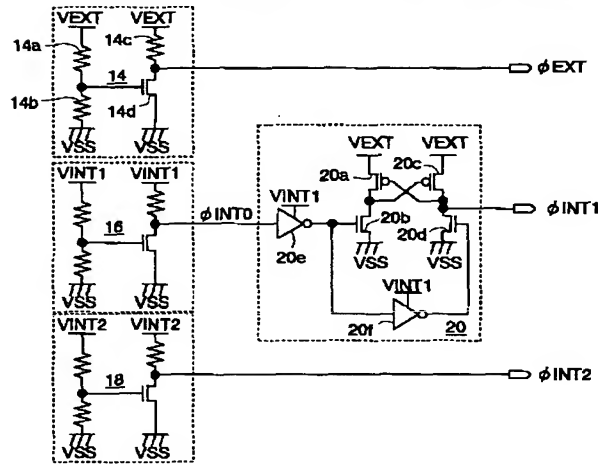 VEXT VEXT
14a 14c
14 φEXT
14b 14d
VSS VSS
VINT1 VINT1
16 φINT0
VSS VSS
VINT1
20e
VEXT VEXT
20a 20c
φINT1
20b 20d
VSS VSS
VINT1
20f 20
VINT2 VINT2
φINT2
18
VSS VSS